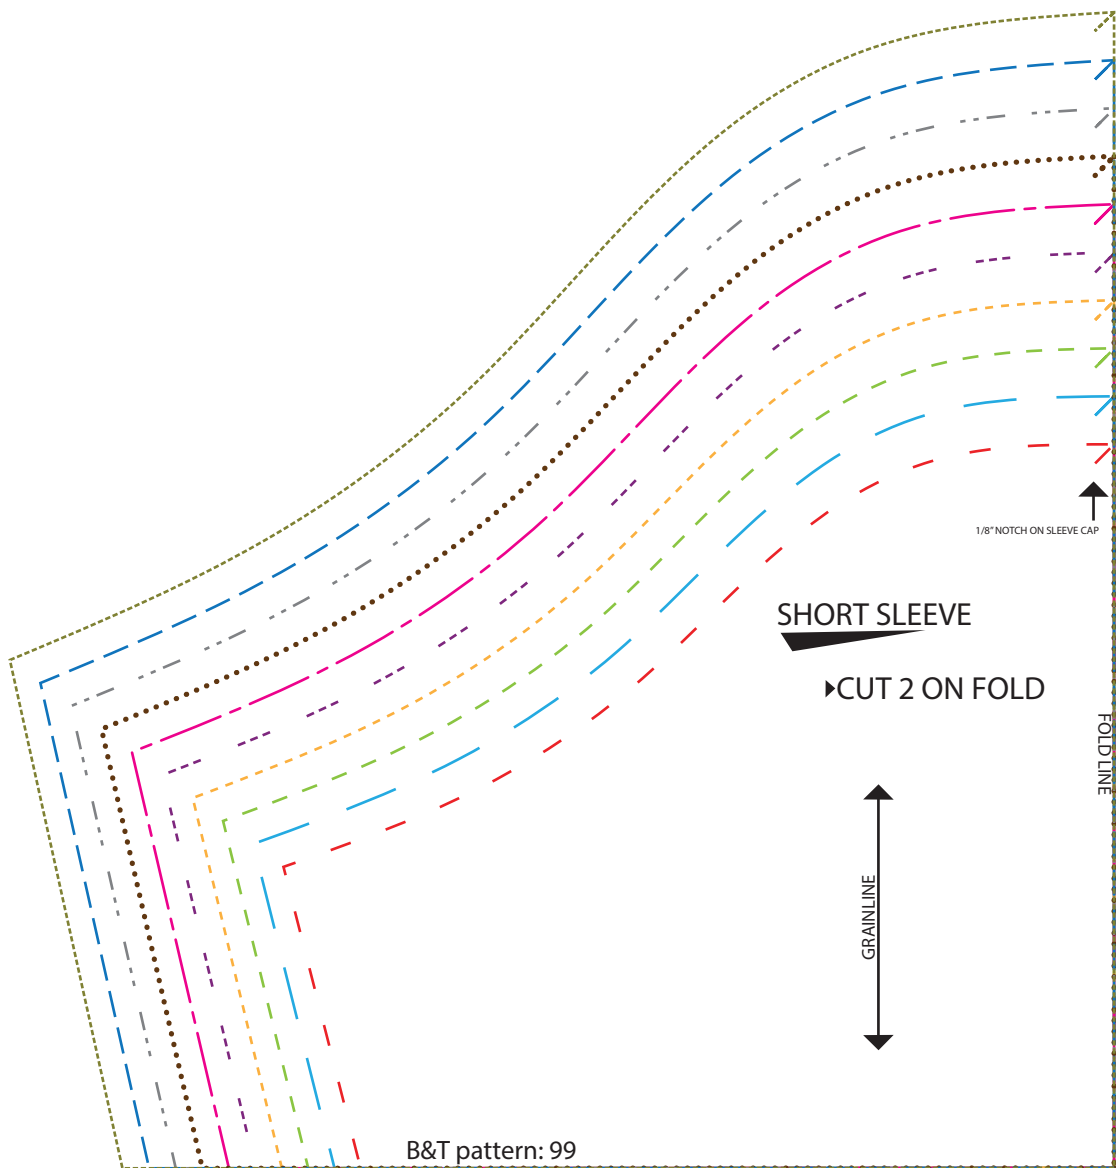 1/8" NOTCH ON SLEEVE CAP
SHORT SLEEVE
CUT 2 ON FOLD
FOLD LINE
GRAINLINE
B&T pattern: 99